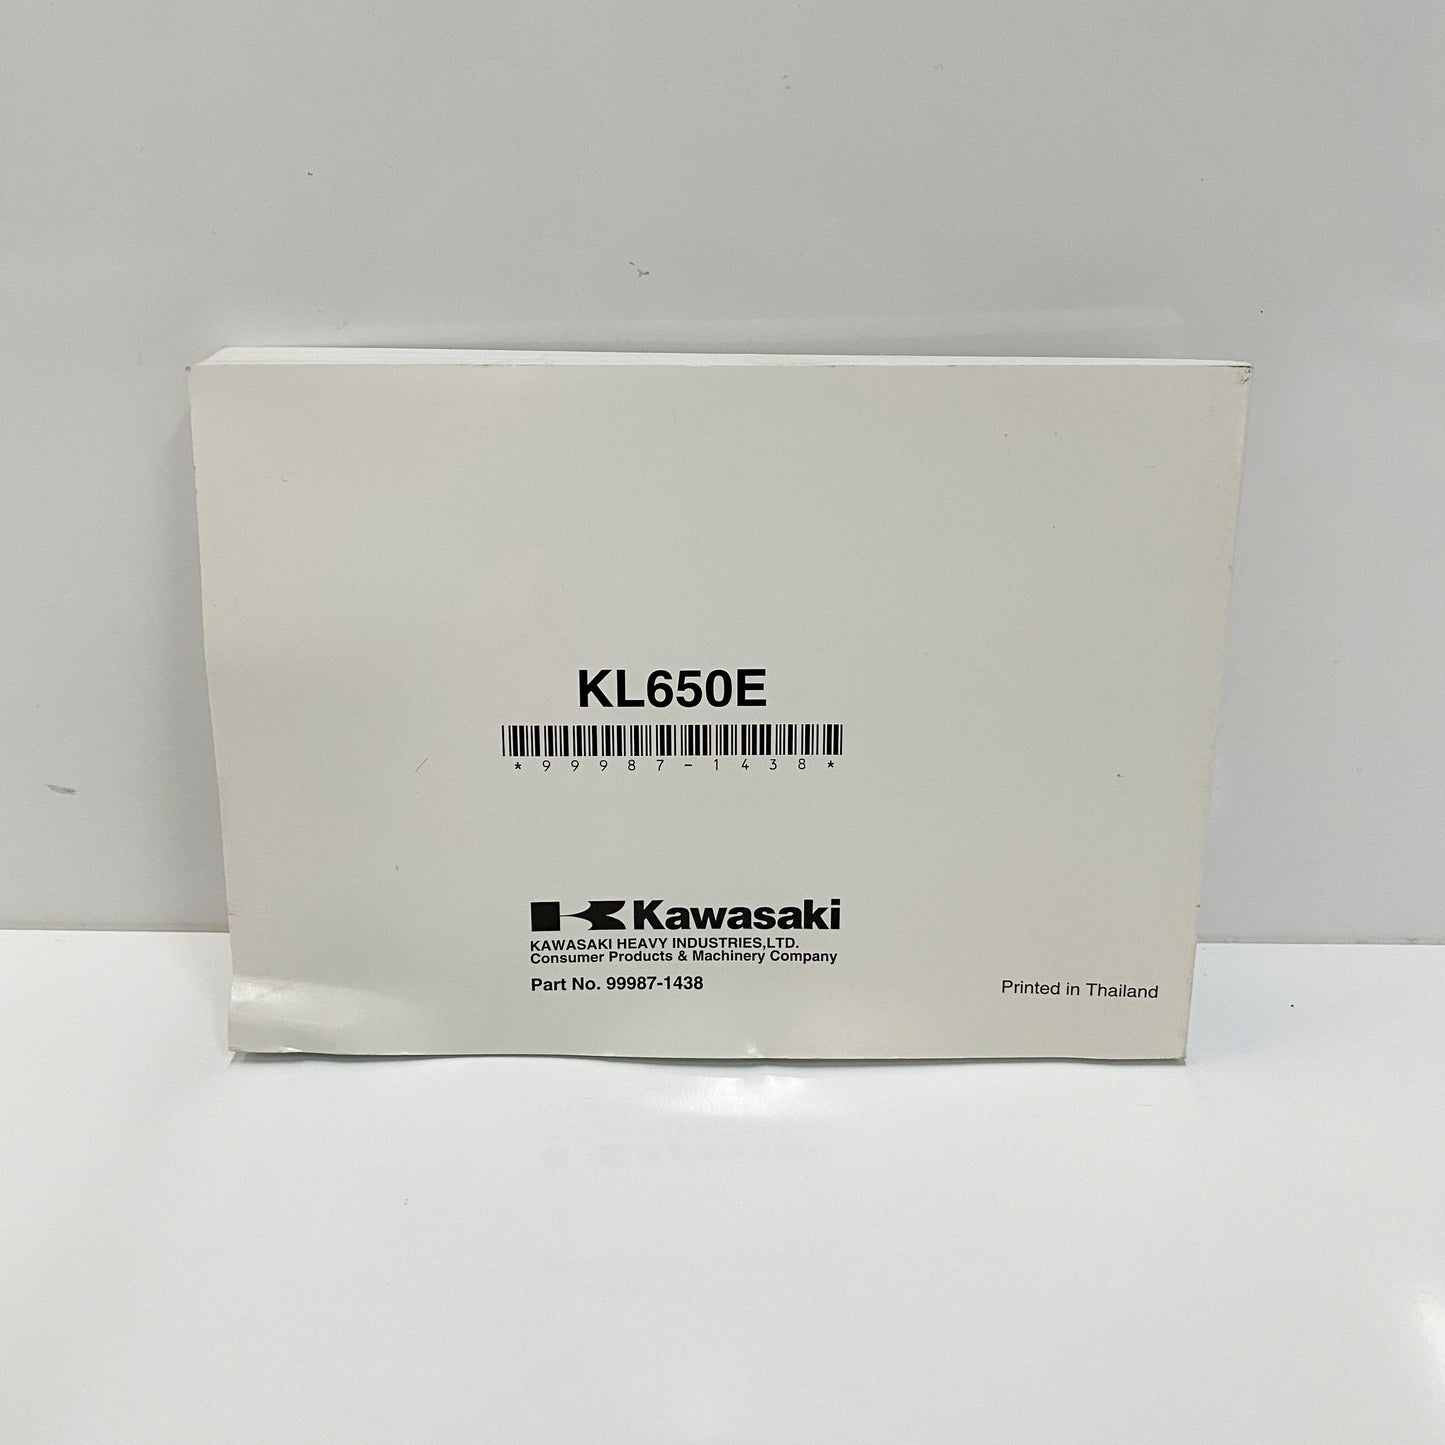 KL650E
*99987-1438*
Kawasaki
KAWASAKI HEAVY INDUSTRIES,LTD.
Consumer Products & Machinery Company
Part No. 99987-1438
Printed in Thailand